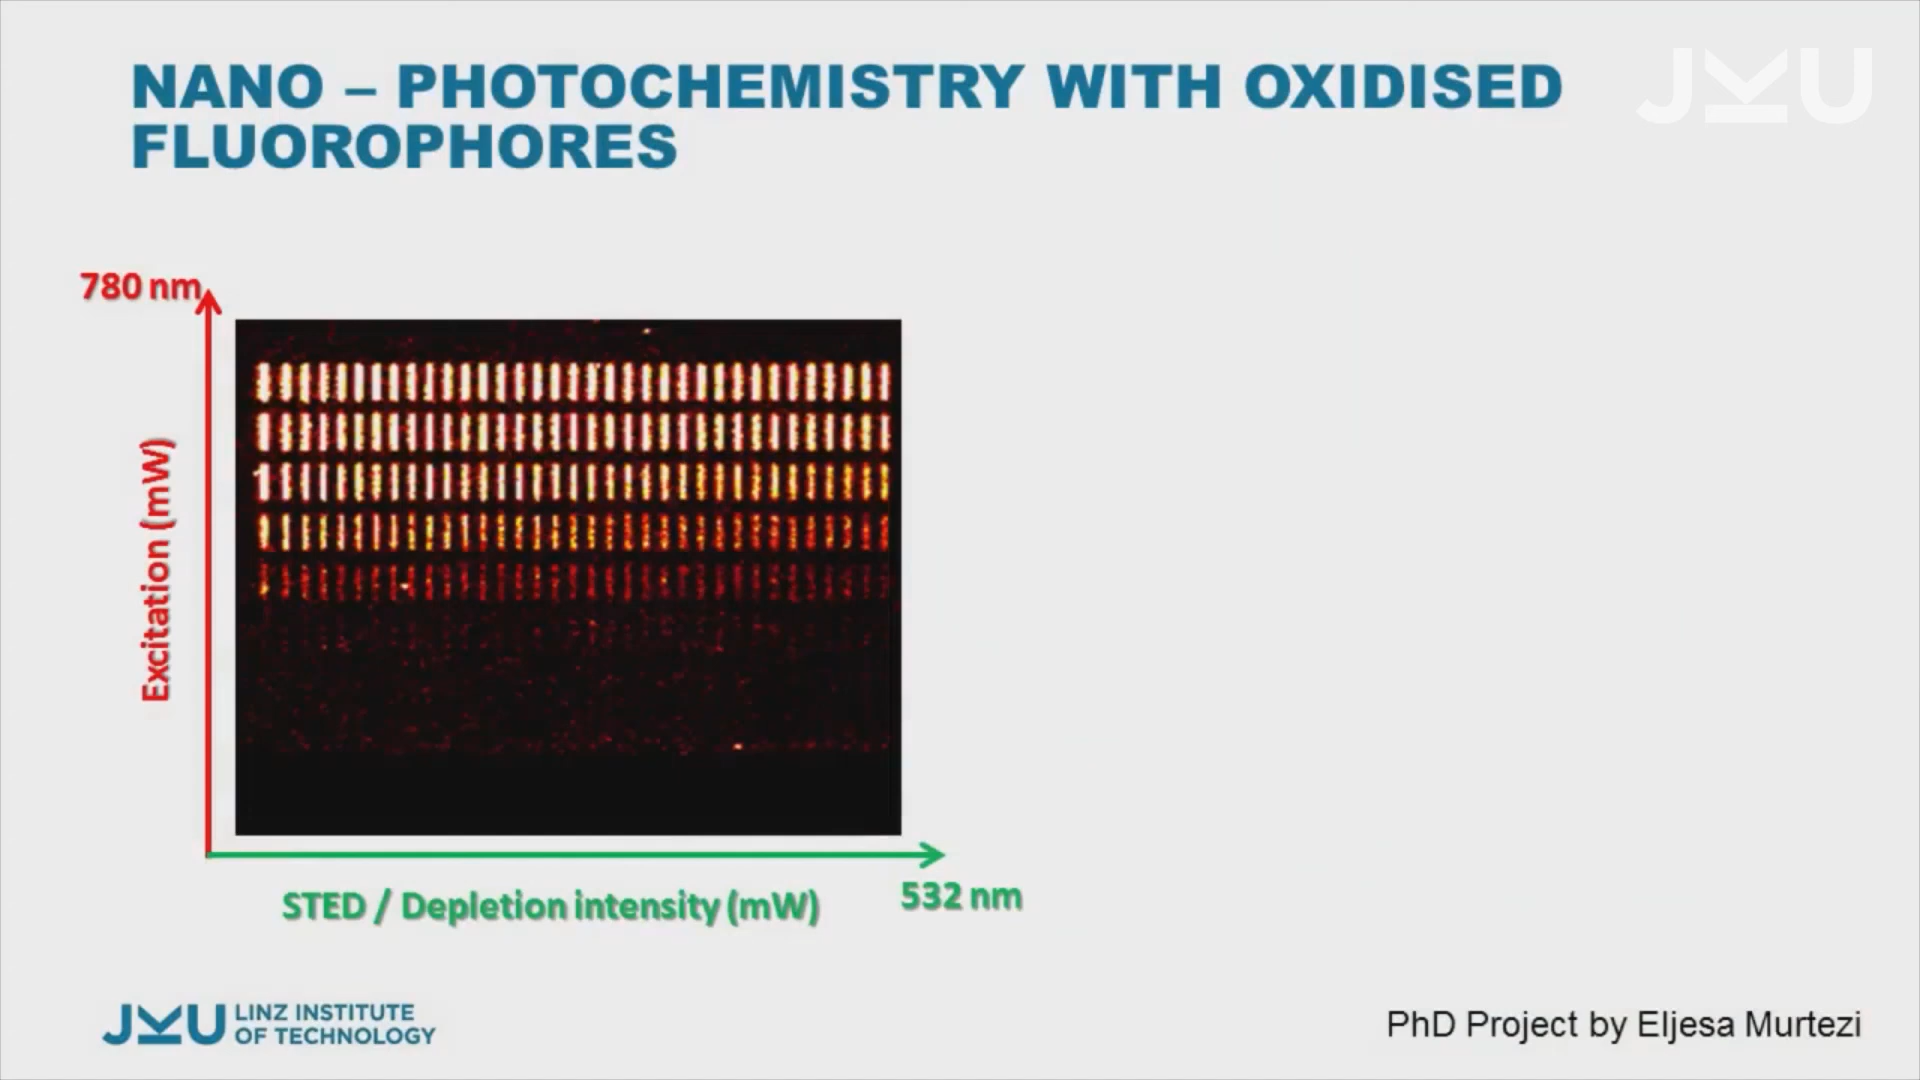 NANO – PHOTOCHEMISTRY WITH OXIDISED
FLUOROPHORES
JKU
780 nm
Excitation (mW)
STED / Depletion intensity (mW)
532 nm
JKU LINZ INSTITUTE
OF TECHNOLOGY
PhD Project by Eljesa Murtezi